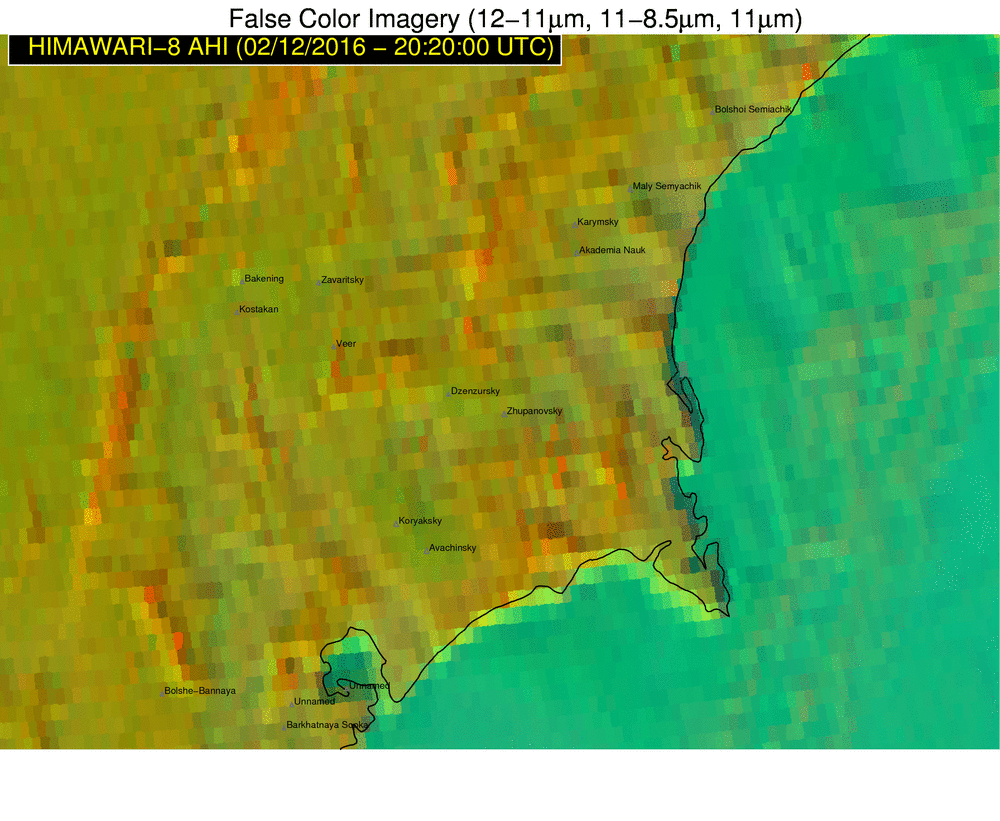 False Color Imagery (12−11μm, 11−8.5μm, 11μm)
HIMAWARI−8 AHI (02/12/2016 − 20:20:00 UTC)
Bolshoi Semiachik
Maly Semyachik
Karymsky
Akademia Nauk
Bakening
Zavaritsky
Kostakan
Veer
Dzenzursky
Zhupanovsky
Koryaksky
Avachinsky
Unnamed
Bolshe−Bannaya
Unnamed
Barkhatnaya Sopka